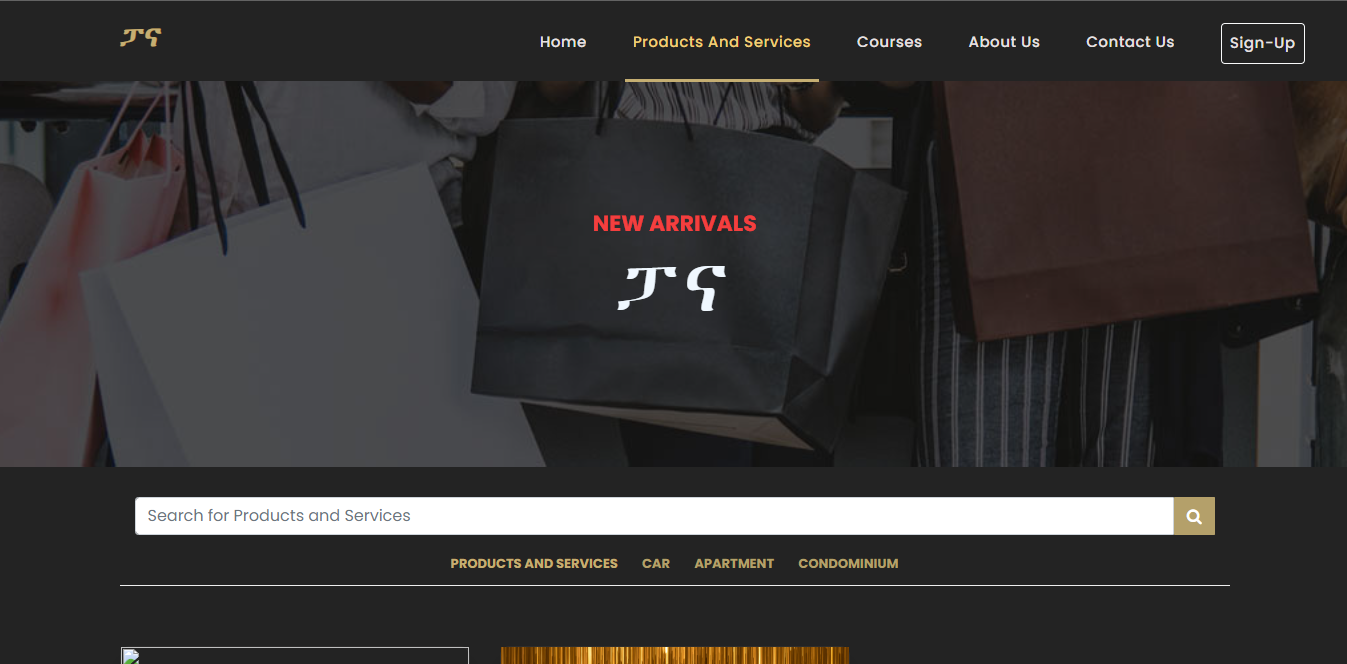 ፓና
Home Products And Services Courses About Us Contact Us Sign-Up
NEW ARRIVALS
ፓና
Search for Products and Services
PRODUCTS AND SERVICES CAR APARTMENT CONDOMINIUM